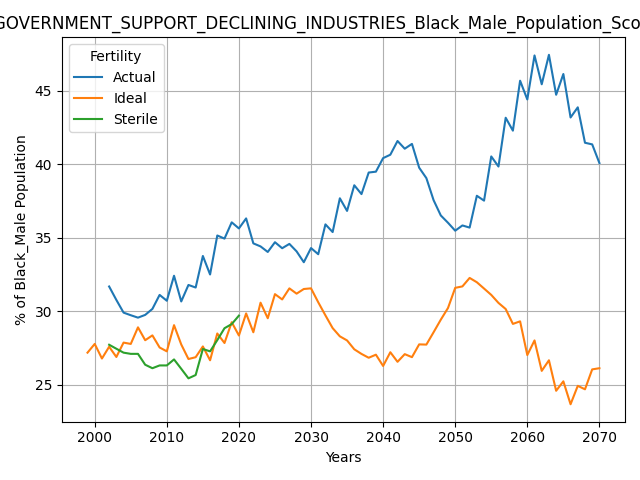 GOVERNMENT_SUPPORT_DECLINING_INDUSTRIES_Black_Male_Population_Sco
Fertility
Actual
Ideal
Sterile
% of Black_Male Population
45
40
35
30
25
2000 2010 2020 2030 2040 2050 2060 2070
Years